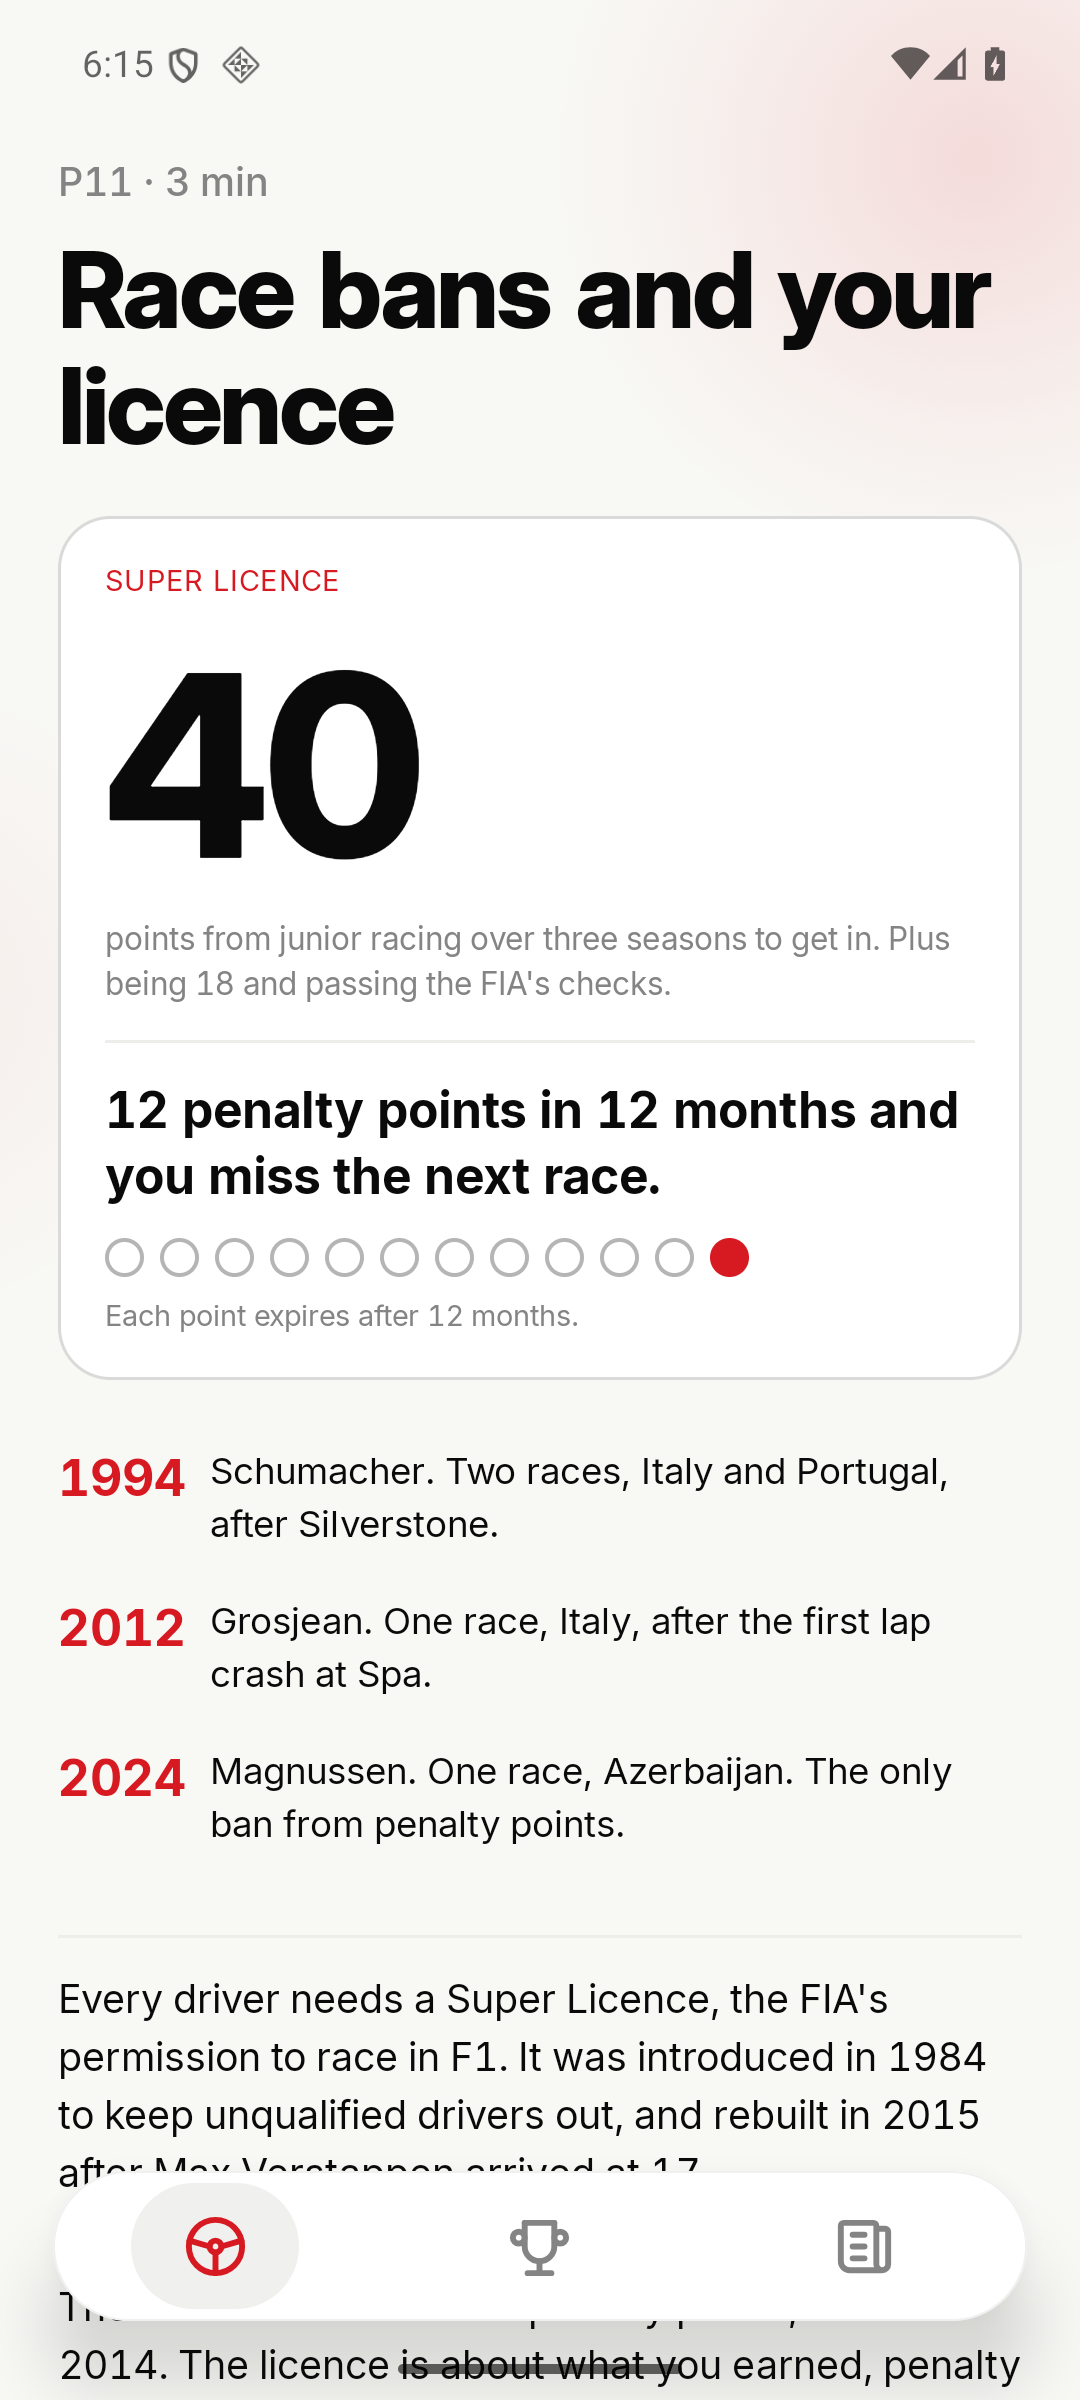 6:15
P11 · 3 min
Race bans and your
licence
SUPER LICENCE
40
points from junior racing over three seasons to get in. Plus
being 18 and passing the FIA's checks.
12 penalty points in 12 months and
you miss the next race.
Each point expires after 12 months.
1994 Schumacher. Two races, Italy and Portugal,
after Silverstone.
2012 Grosjean. One race, Italy, after the first lap
crash at Spa.
2024 Magnussen. One race, Azerbaijan. The only
ban from penalty points.
Every driver needs a Super Licence, the FIA's
permission to race in F1. It was introduced in 1984
to keep unqualified drivers out, and rebuilt in 2015
after Max Verstappen arrived at 17.
2014. The licence is about what you earned, penalty